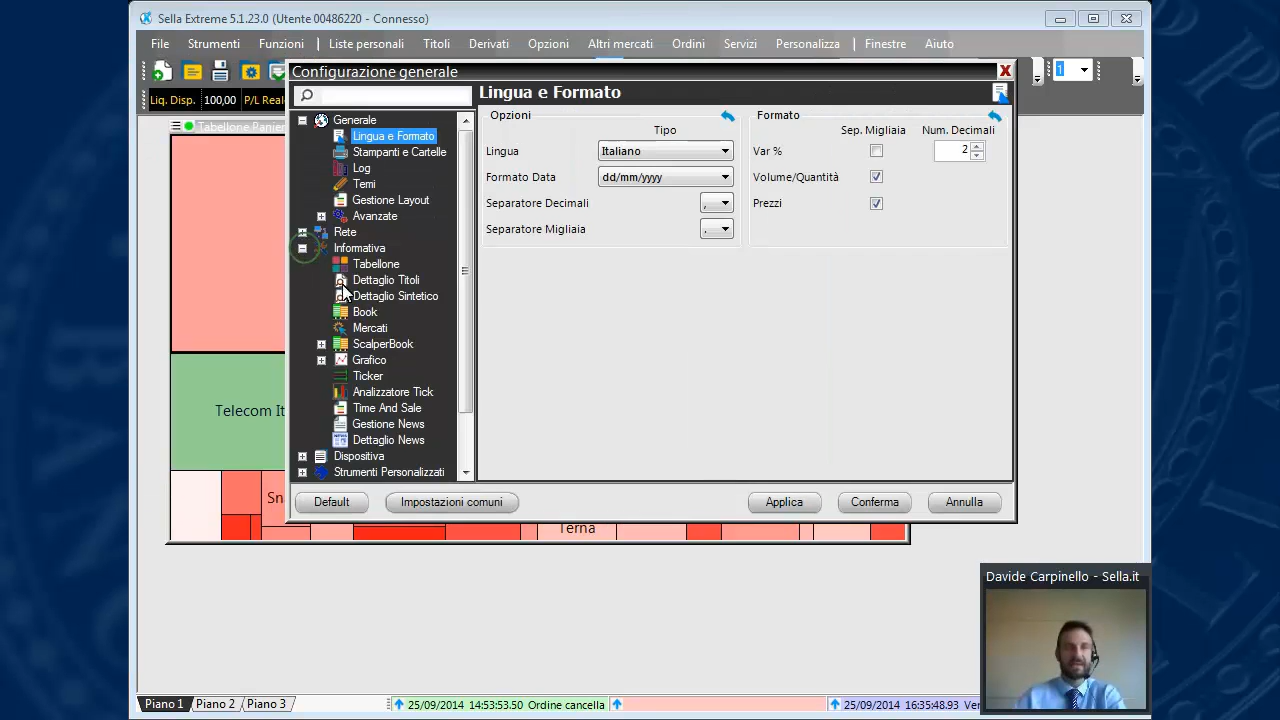 Sella Extreme 5.1.23.0 (Utente 00486220 - Connesso)
File Strumenti Funzioni Liste personali Titoli Derivati Opzioni Altri mercati Ordini Servizi Personalizza Finestre Aiuto
1
Liq. Disp. 100,00 P/L Real
Tabellone Panier
Configurazione generale
Lingua e Formato
Generale
Lingua e Formato
Stampanti e Cartelle
Log
Temi
Gestione Layout
Avanzate
Rete
Informativa
Tabellone
Dettaglio Titoli
Dettaglio Sintetico
Book
Mercati
ScalperBook
Grafico
Ticker
Analizzatore Tick
Time And Sale
Gestione News
Dettaglio News
Dispositiva
Strumenti Personalizzati
Opzioni
Tipo
Lingua Italiano
Formato Data dd/mm/yyyy
Separatore Decimali ,
Separatore Migliaia .
Formato
Sep. Migliaia Num. Decimali
Var % 2
Volume/Quantità
Prezzi
Default Impostazioni comuni Applica Conferma Annulla
Telecom It
Sn
Terna
Davide Carpinello - Sella.it
Piano 1 Piano 2 Piano 3 25/09/2014 14:53:53.50 Ordine cancella 25/09/2014 16:35:48.93 Ve